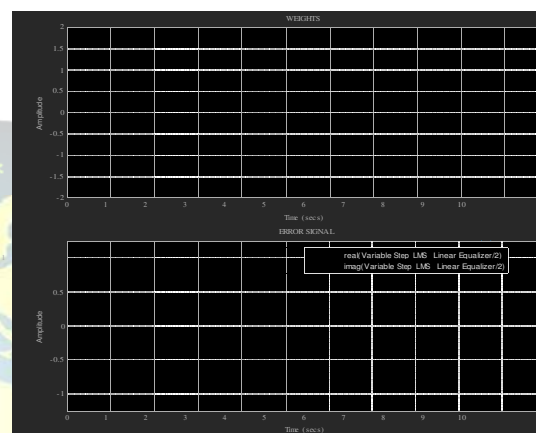 WEIGHTS
2
1.5
1
0.5
0
-0.5
-1
-1.5
-2
Amplitude
0 1 2 3 4 5 6 7 8 9 10
Time (secs)
ERROR SIGNAL
real(Variable Step LMS Linear Equalizer/2)
imag(Variable Step LMS Linear Equalizer/2)
0.5
0
-0.5
-1
Amplitude
0 1 2 3 4 5 6 7 8 9 10
Time (secs)